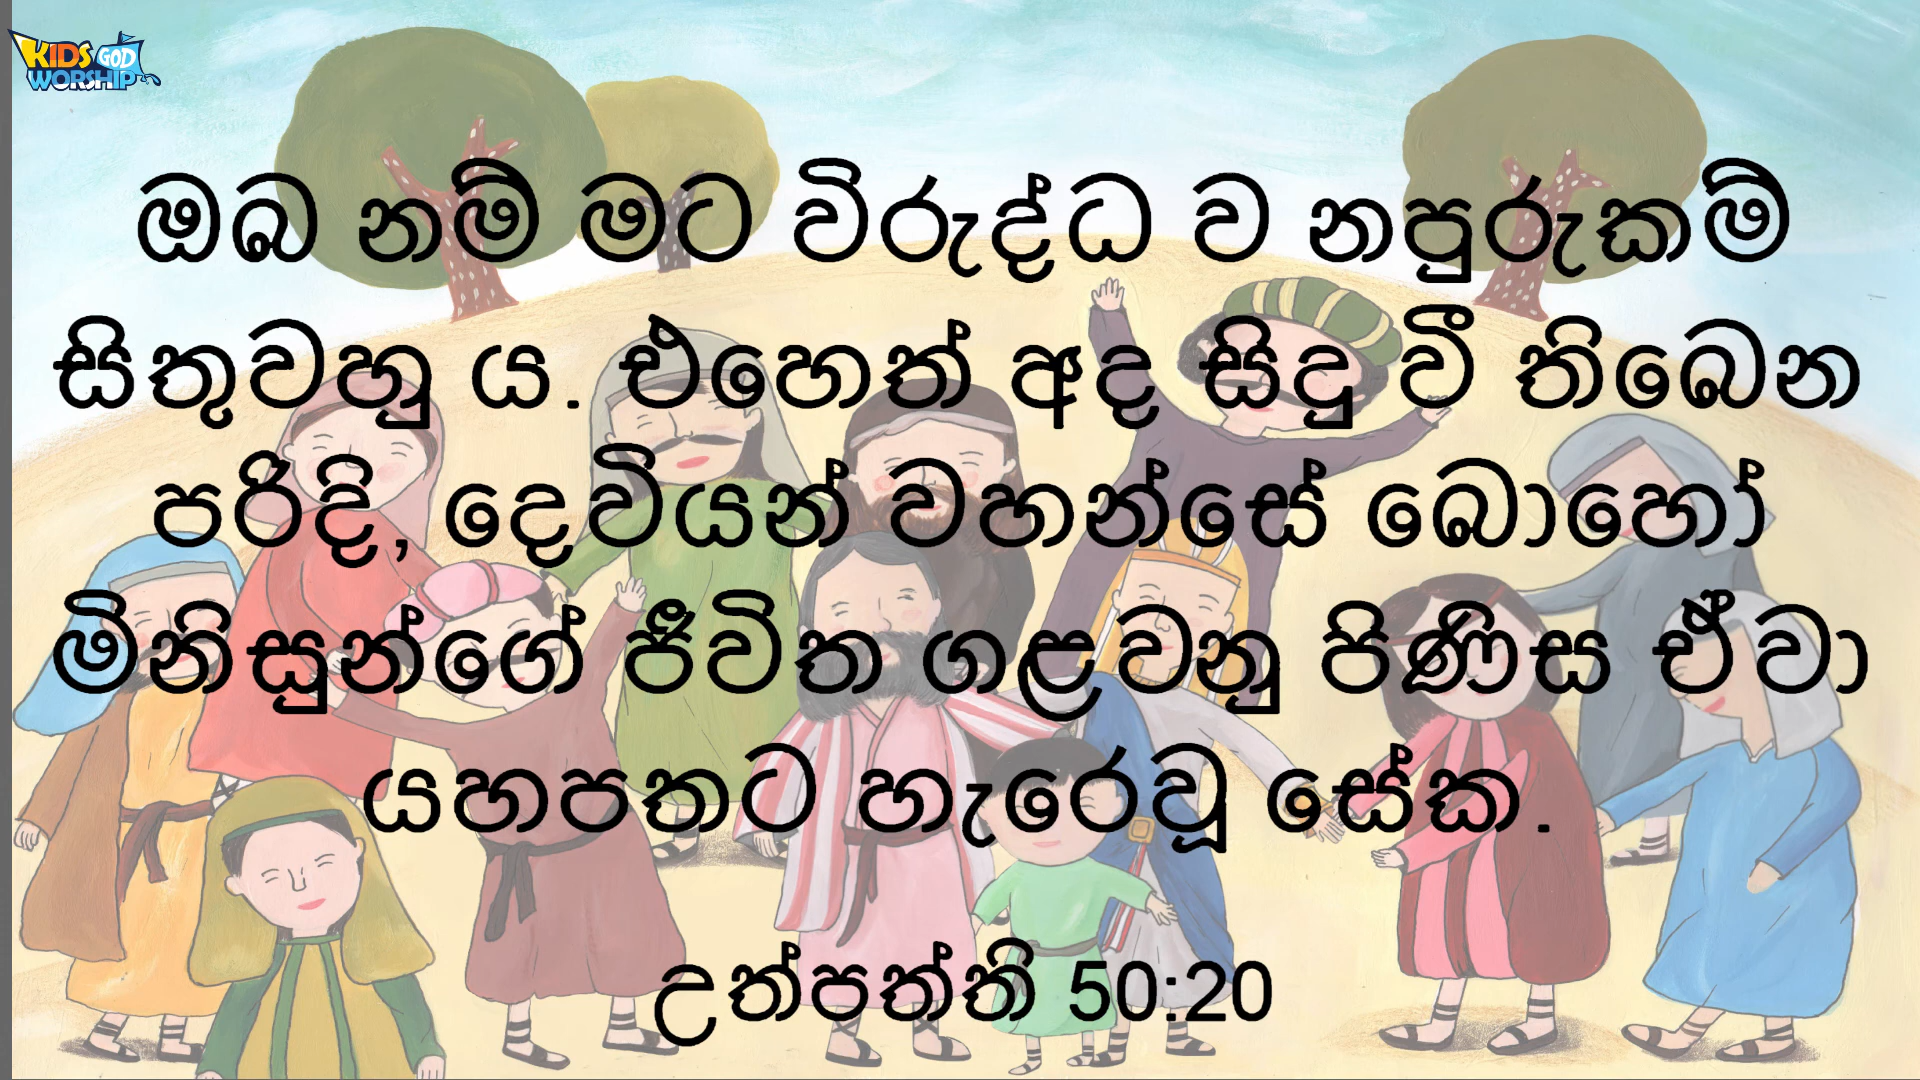 KIDS GOD
WORSHIP
ඔබ නම් මට විරුද්ධ ව නපුරුකම්
සිතුවහු ය. එහෙත් අද සිදු වී තිබෙන
පරිදි, දෙවියන් වහන්සේ බොහෝ
මිනිසුන්ගේ ජීවිත ගළවනු පිණිස ඒවා
යහපතට හැරෙවූ සේක.
උත්පත්ති 50:20